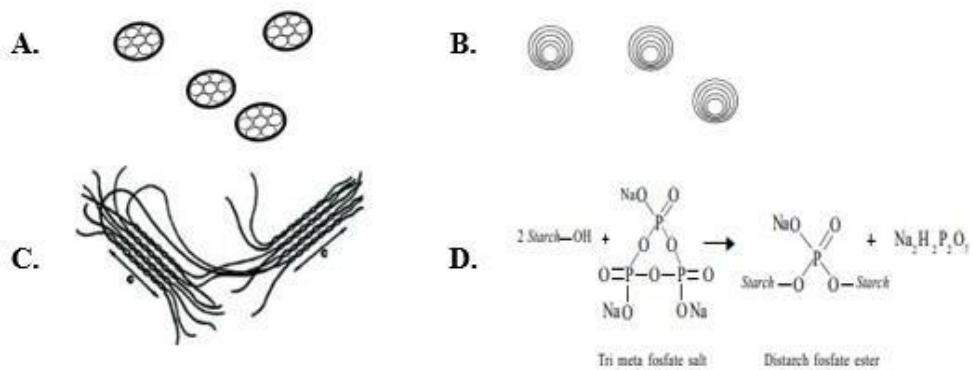 A.
B.
C.
c
c
D.
2 Starch—OH +
NaO O
P
O O
O=P—O—P=O
NaO ONa
Tri meta fosfate salt
NaO O
P
Starch—O O—Starch
Distarch fosfate ester
+ Na2H2P2O7